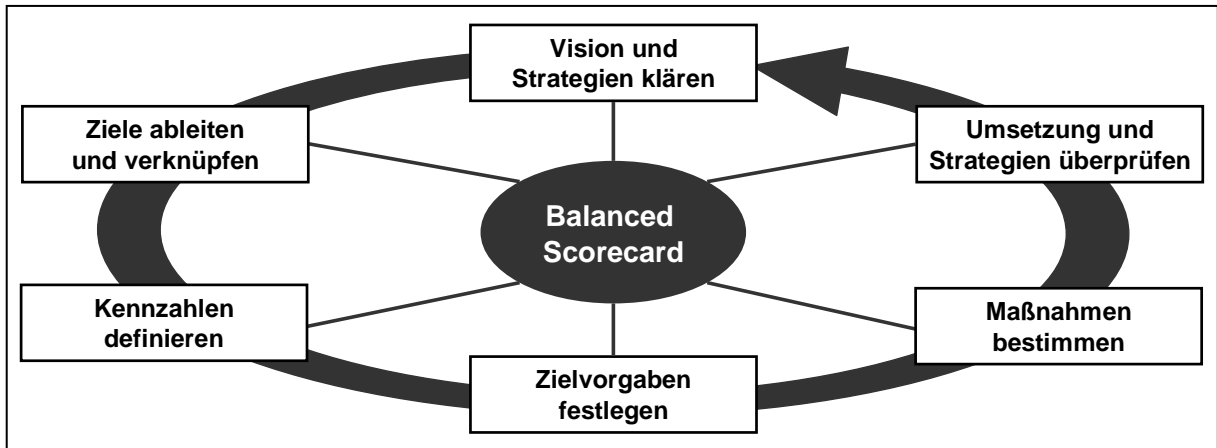 Vision und
Strategien klären
Ziele ableiten
und verknüpfen
Umsetzung und
Strategien überprüfen
Balanced
Scorecard
Kennzahlen
definieren
Maßnahmen
bestimmen
Zielvorgaben
festlegen